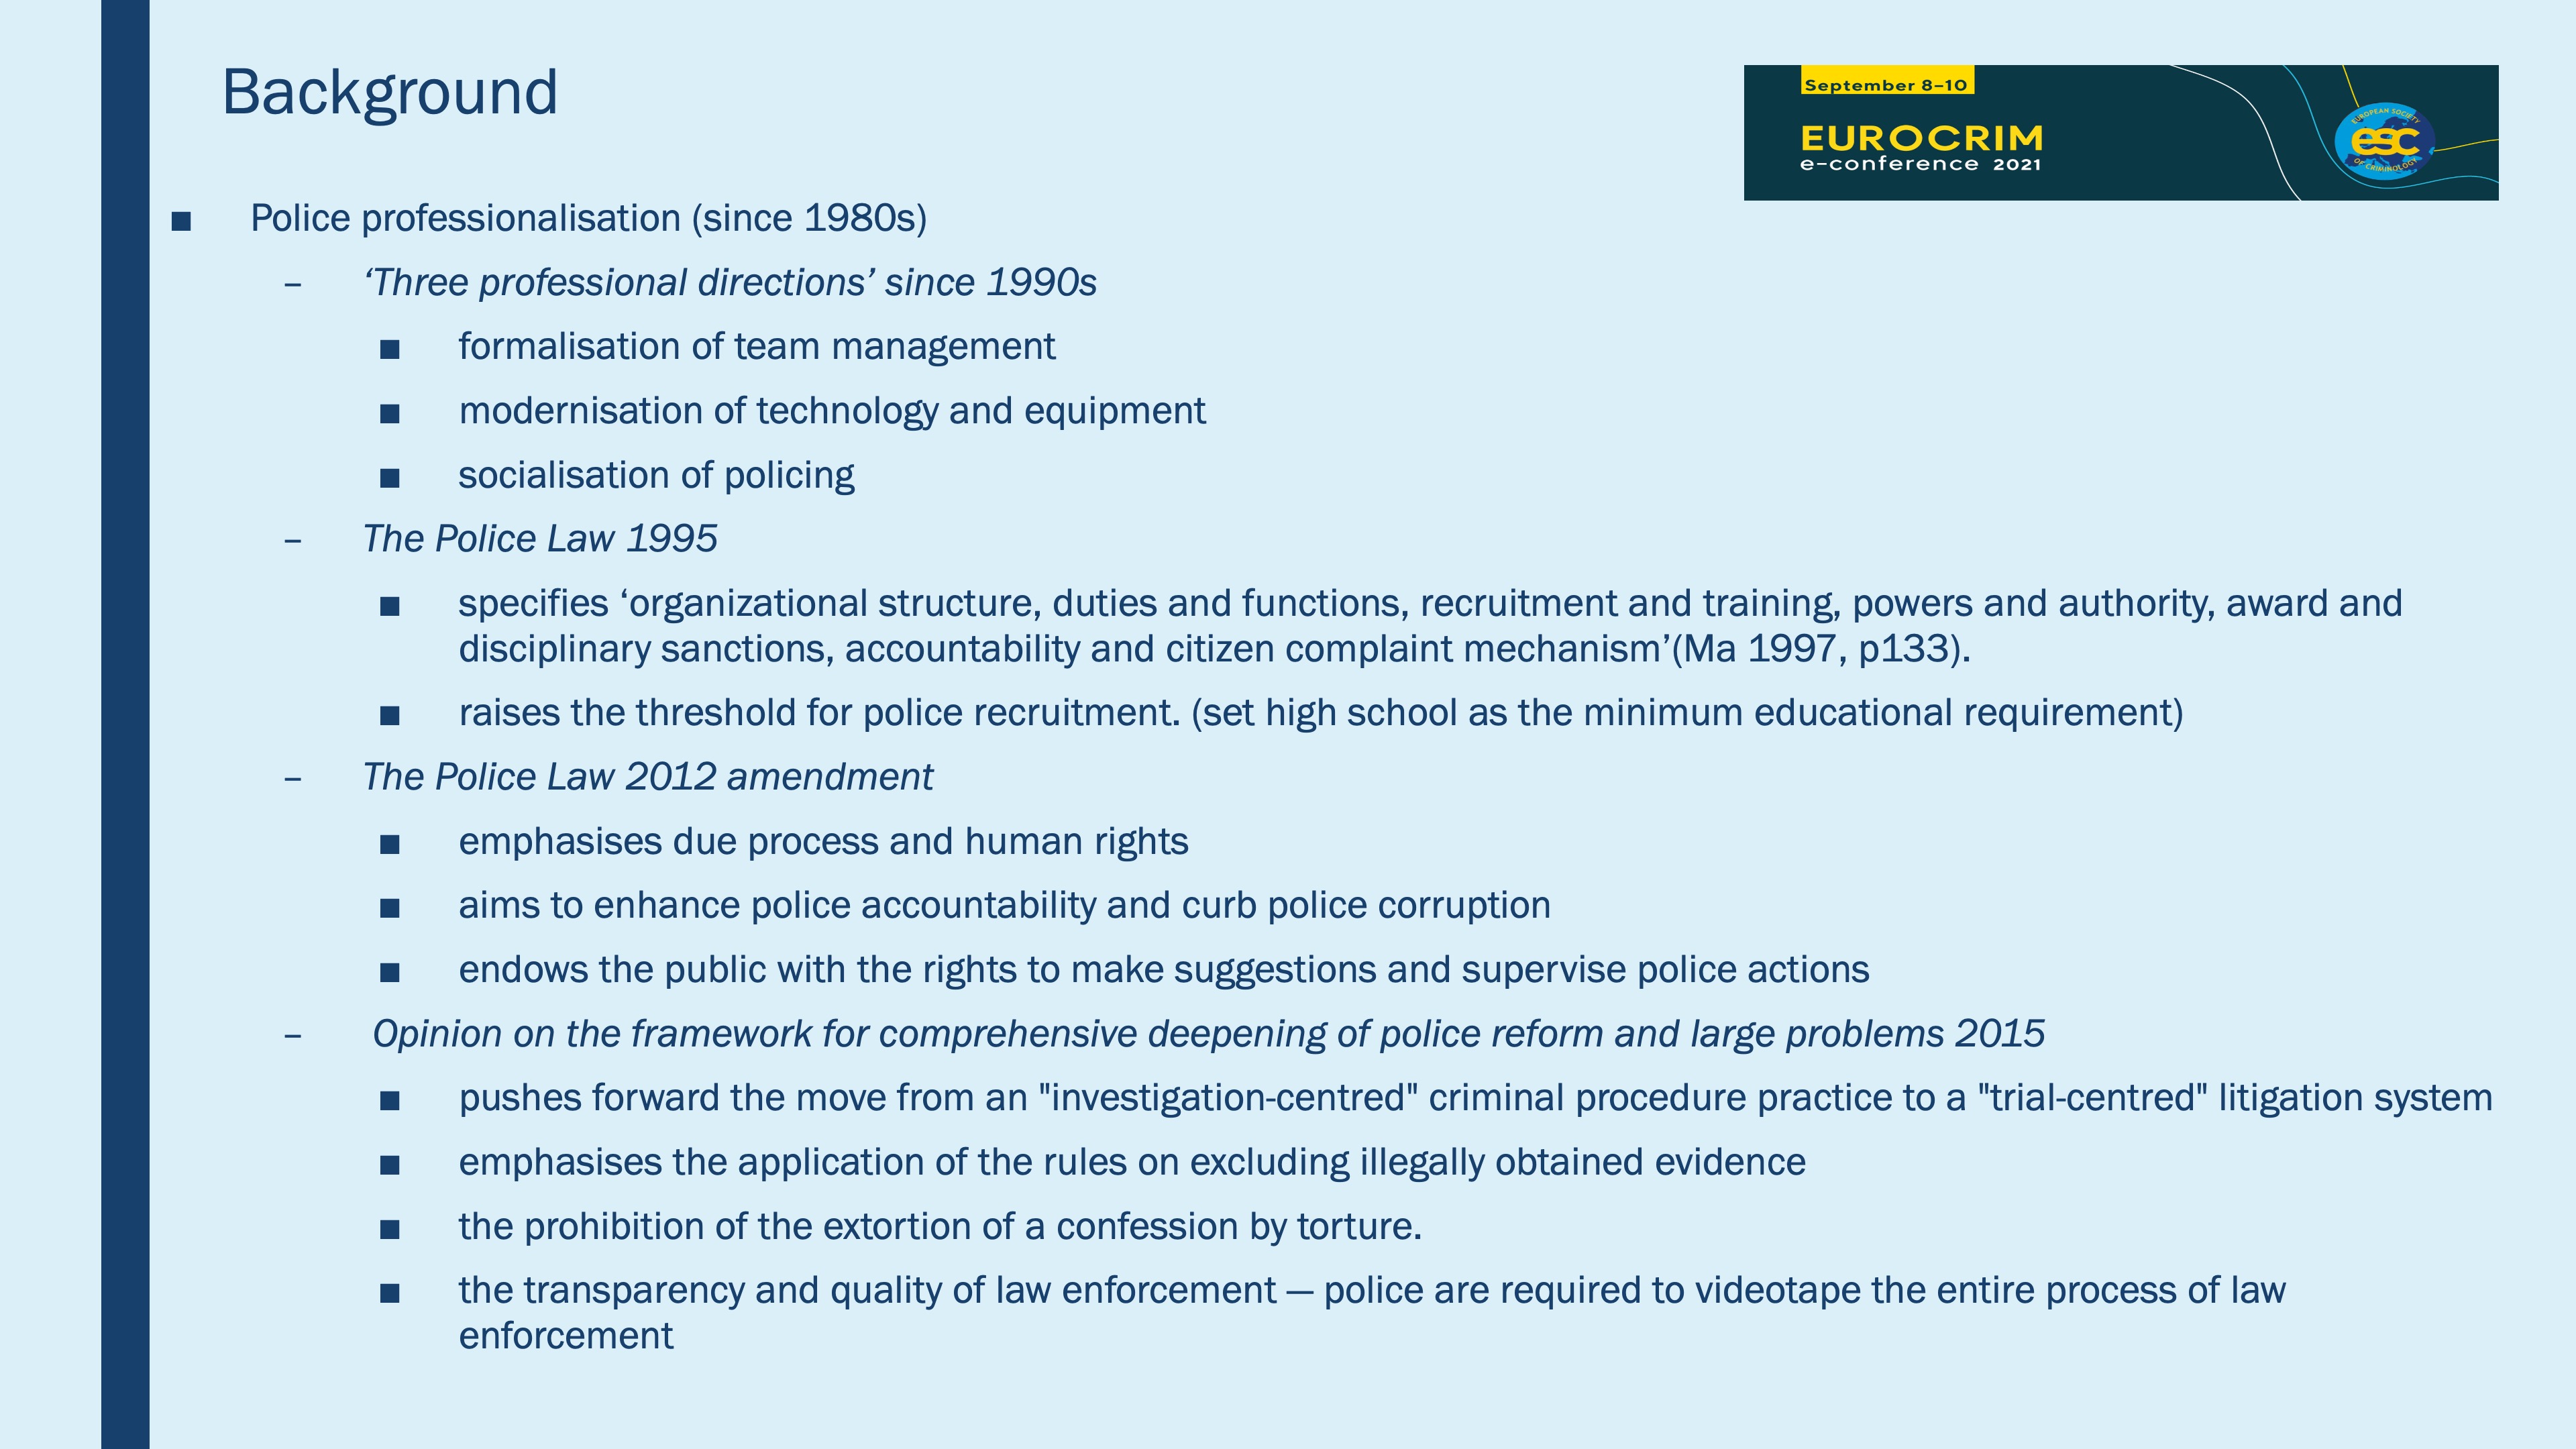 Background
September 8–10
EUROCRIM
e–conference 2021
EUROPEAN SOCIETY
esc
OF CRIMINOLOGY
■ Police professionalisation (since 1980s)
– ‘Three professional directions’ since 1990s
■ formalisation of team management
■ modernisation of technology and equipment
■ socialisation of policing
– The Police Law 1995
■ specifies ‘organizational structure, duties and functions, recruitment and training, powers and authority, award and
disciplinary sanctions, accountability and citizen complaint mechanism’(Ma 1997, p133).
■ raises the threshold for police recruitment. (set high school as the minimum educational requirement)
– The Police Law 2012 amendment
■ emphasises due process and human rights
■ aims to enhance police accountability and curb police corruption
■ endows the public with the rights to make suggestions and supervise police actions
– Opinion on the framework for comprehensive deepening of police reform and large problems 2015
■ pushes forward the move from an "investigation-centred" criminal procedure practice to a "trial-centred" litigation system
■ emphasises the application of the rules on excluding illegally obtained evidence
■ the prohibition of the extortion of a confession by torture.
■ the transparency and quality of law enforcement — police are required to videotape the entire process of law
enforcement